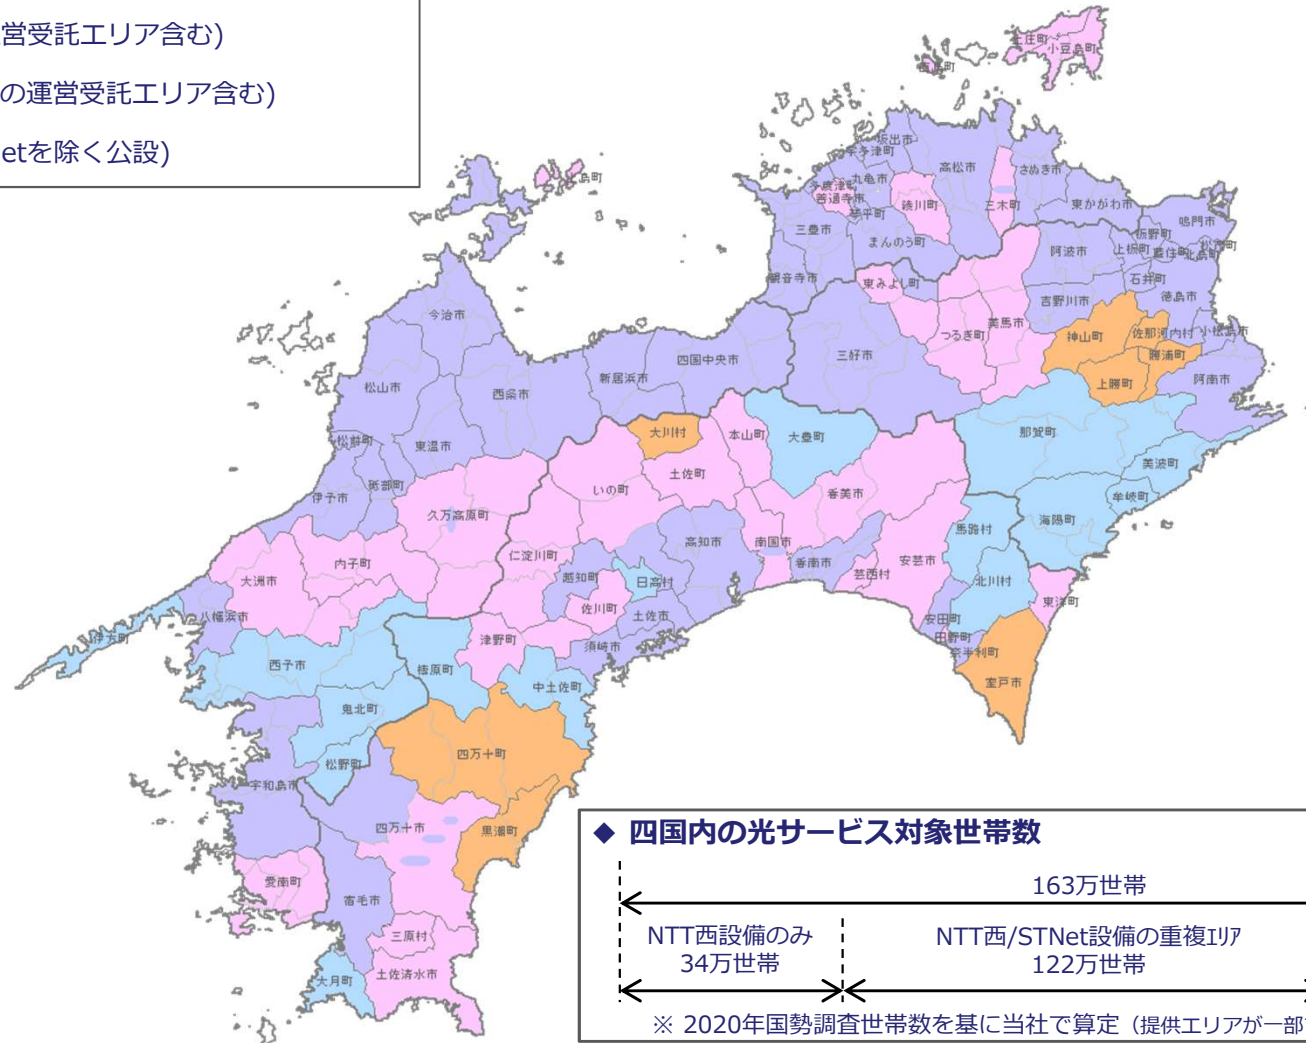 営受託エリア含む)
の運営受託エリア含む)
etを除く公設)
土庄町
小豆島町
直島町
上島町
坂出市
宇多津町
高松市
さぬき市
丸亀市
多度津町
善通寺市
綾川町
三木町
東かがわ市
琴平町
三豊市
まんのう町
観音寺市
鳴門市
板野町
松茂町
上板町
藍住町
北島町
阿波市
石井町
東みよし町
吉野川市
徳島市
美馬市
つるぎ町
神山町
佐那河内村
小松島市
勝浦町
三好市
上勝町
阿南市
今治市
四国中央市
新居浜市
西条市
松山市
松前町
東温市
砥部町
伊予市
久万高原町
大川村
本山町
大豊町
那賀町
美波町
牟岐町
海陽町
土佐町
いの町
香美市
馬路村
高知市
南国市
香南市
安芸市
芸西村
北川村
東洋町
仁淀川町
越知町
日高村
佐川町
土佐市
安田町
田野町
奈半利町
室戸市
内子町
大洲市
八幡浜市
伊方町
西予市
津野町
須崎市
梼原町
中土佐町
鬼北町
松野町
宇和島市
四万十町
四万十市
黒潮町
愛南町
宿毛市
三原村
大月町
土佐清水市
◆ 四国内の光サービス対象世帯数
163万世帯
NTT西設備のみ
34万世帯
NTT西/STNet設備の重複ｴﾘｱ
122万世帯
※ 2020年国勢調査世帯数を基に当社で算定（提供エリアが一部